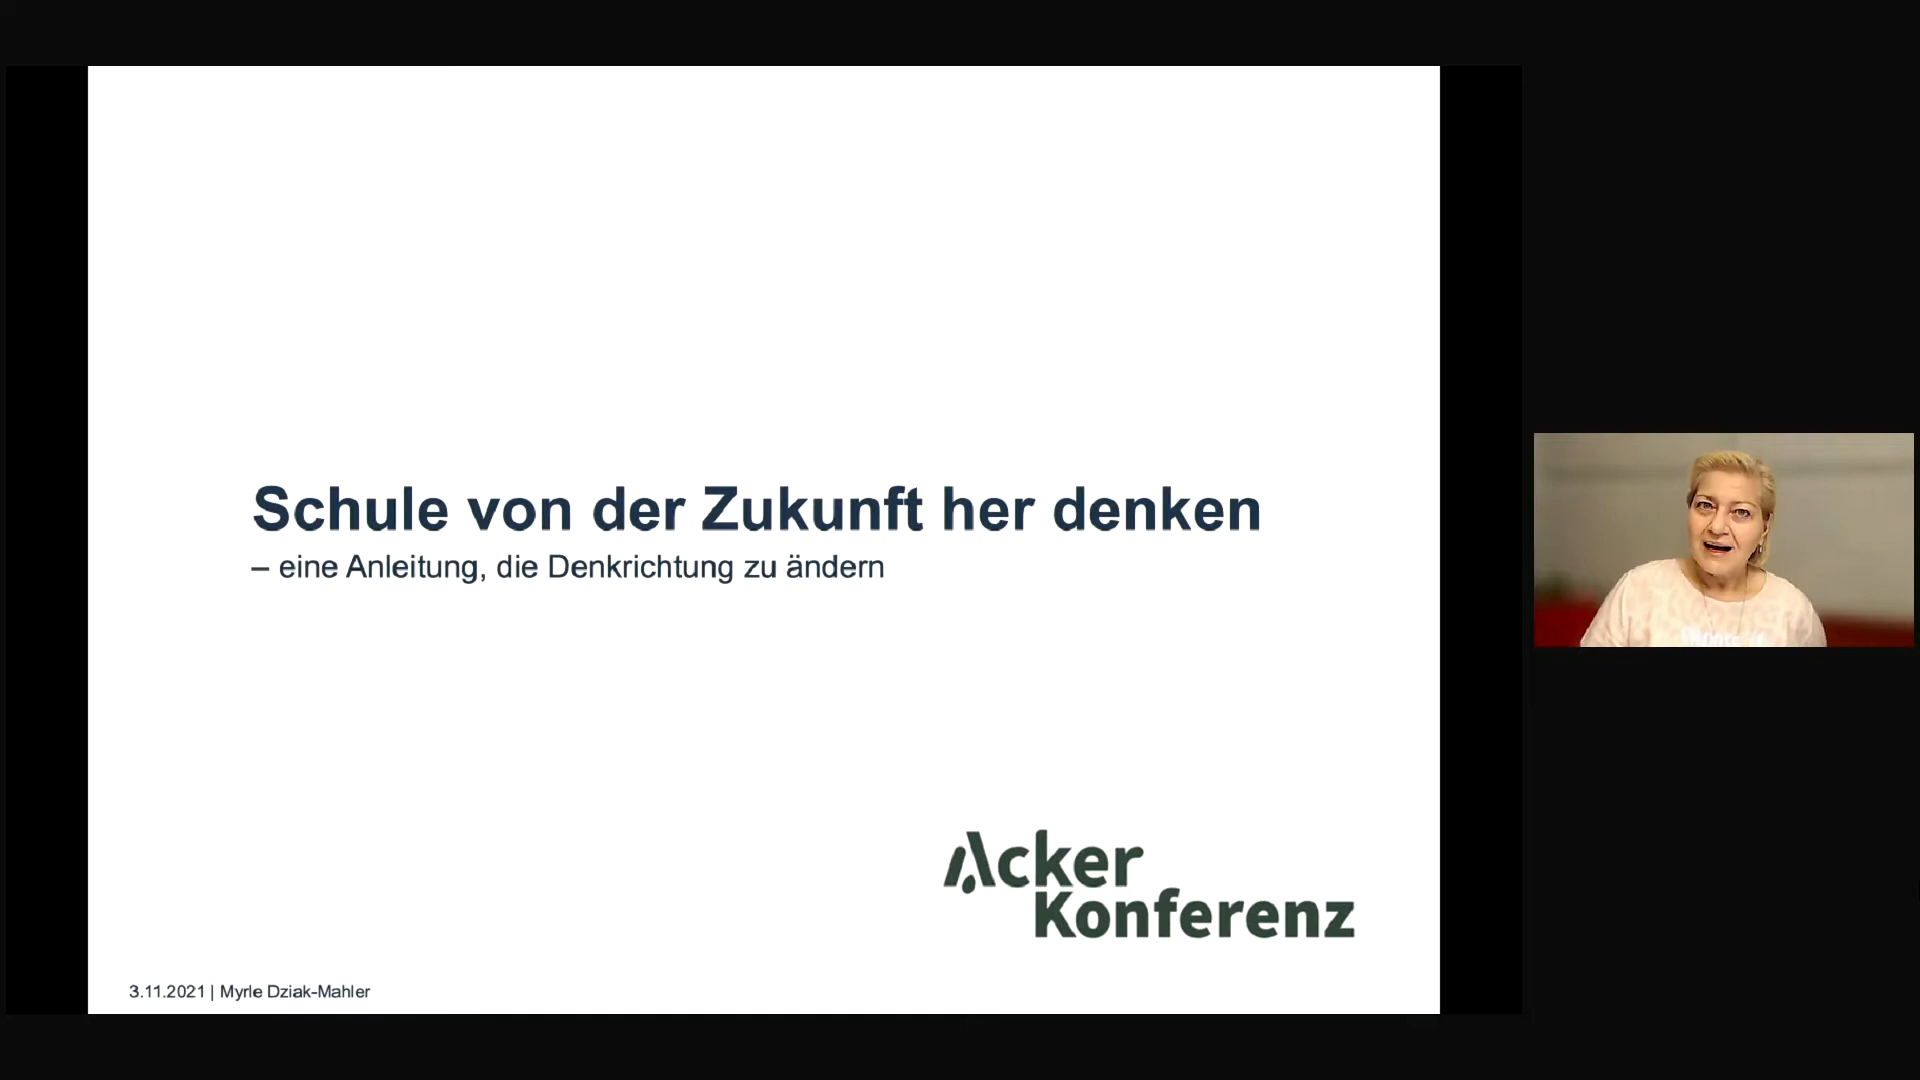 Schule von der Zukunft her denken
– eine Anleitung, die Denkrichtung zu ändern
Acker
Konferenz
3.11.2021 | Myrle Dziak-Mahler